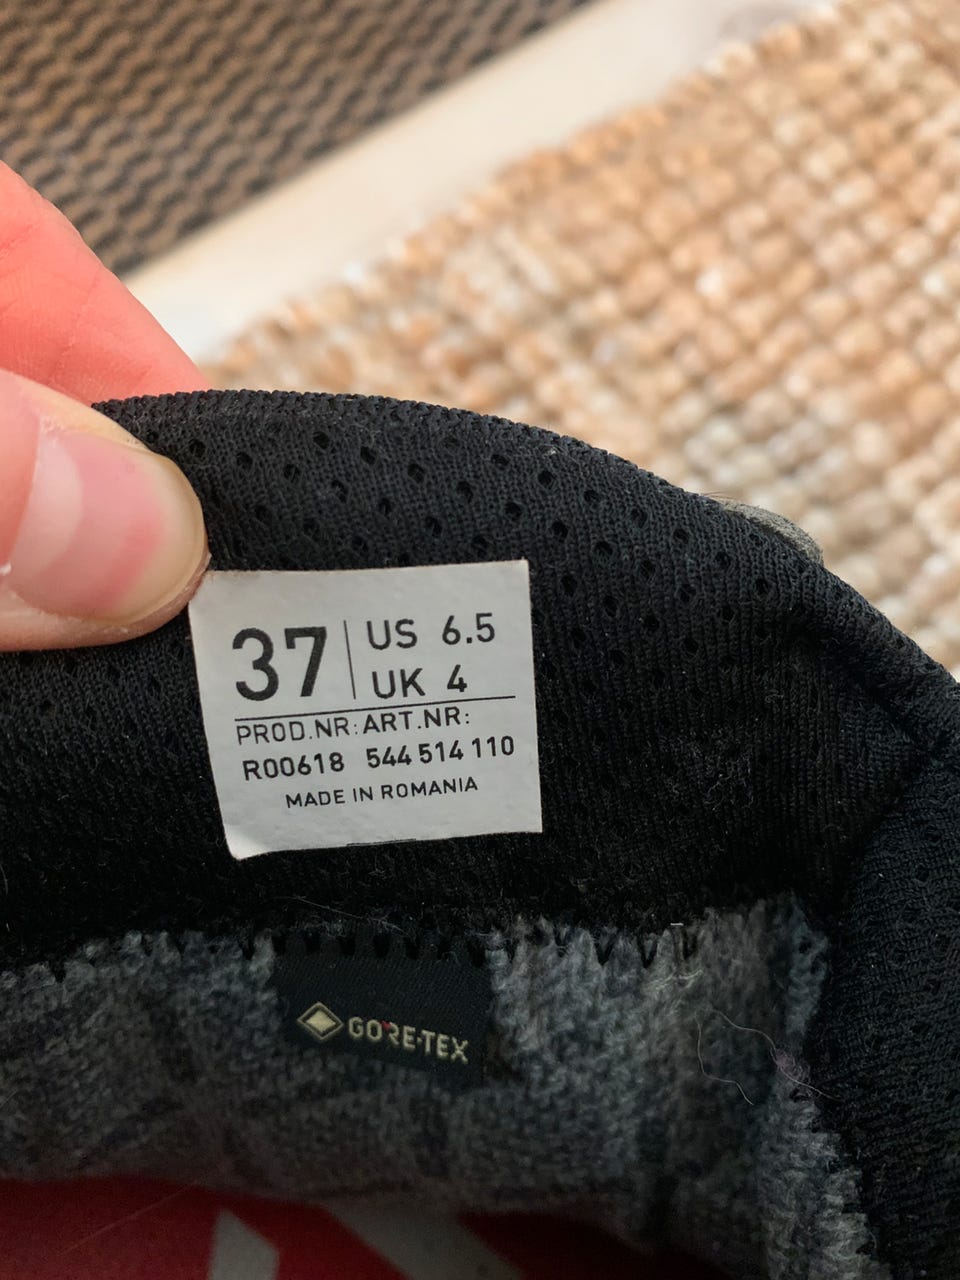 37 US 6.5
UK 4
PROD.NR: ART.NR:
R00618 544 514 110
MADE IN ROMANIA
GORE-TEX